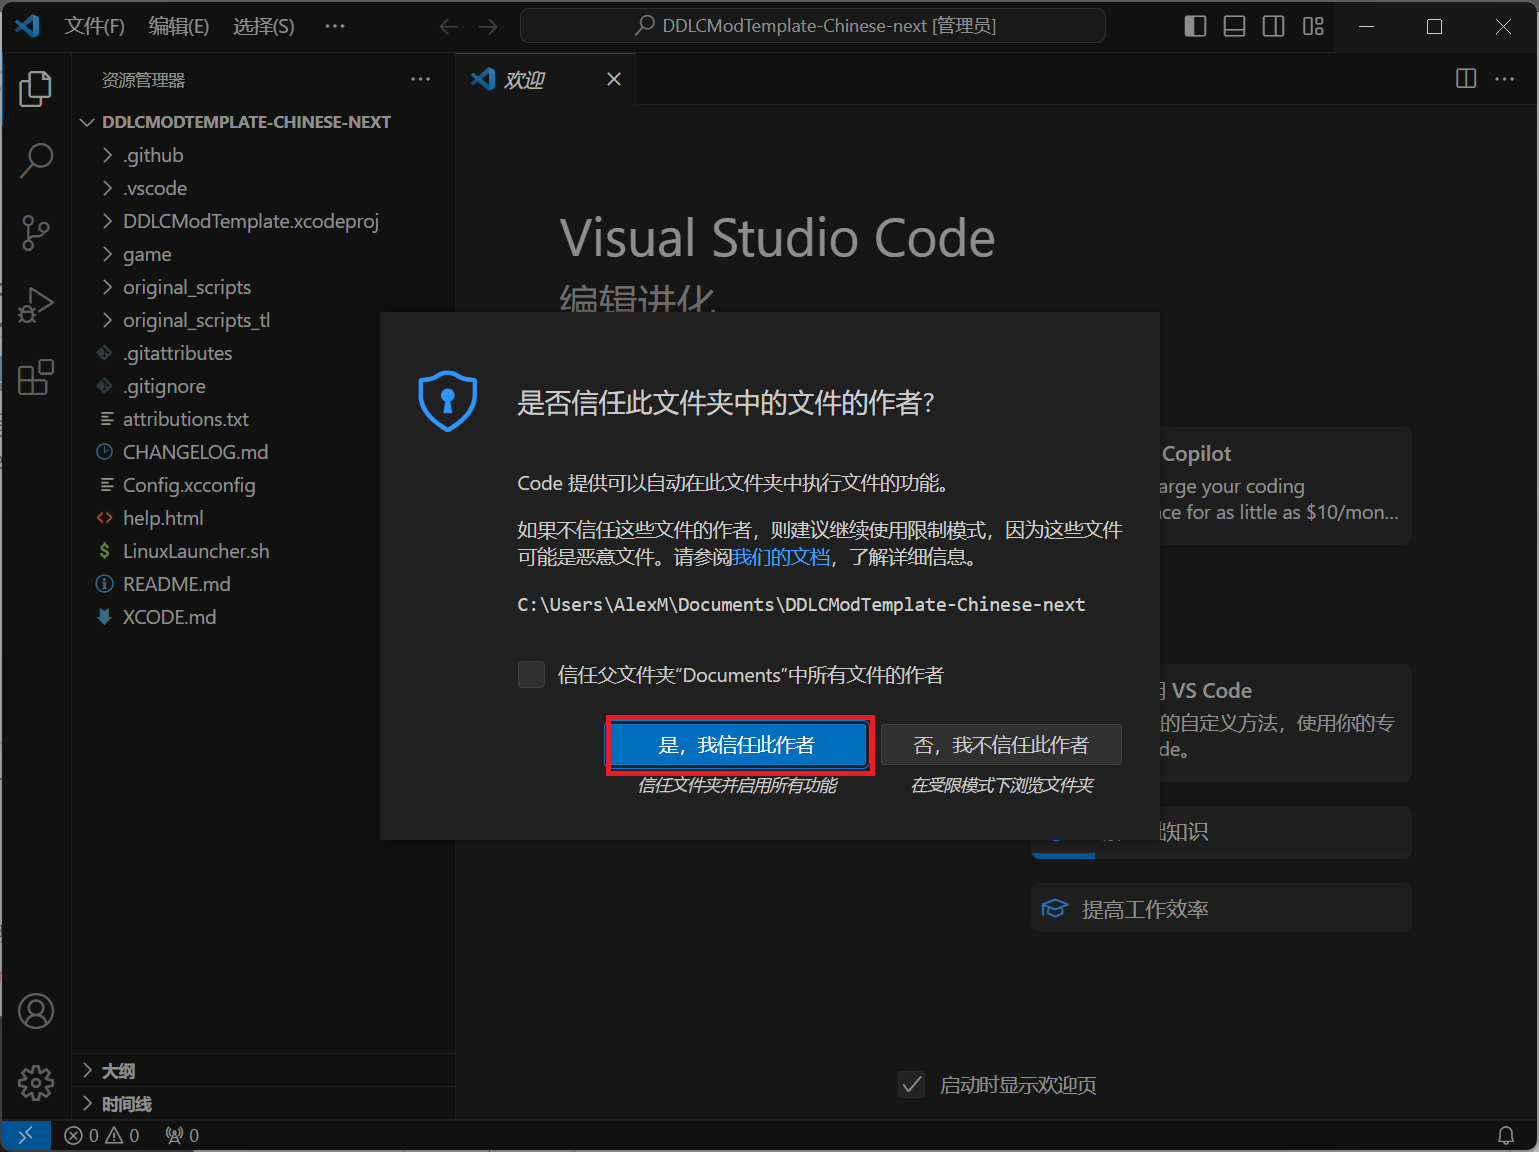 文件(F) 编辑(E) 选择(S) ··· DDLCModTemplate-Chinese-next [管理员]
资源管理器 ···
欢迎
DDLCMODTEMPLATE-CHINESE-NEXT
.github
.vscode
DDLCModTemplate.xcodeproj
game
original_scripts
original_scripts_tl
.gitattributes
.gitignore
attributions.txt
CHANGELOG.md
Config.xcconfig
help.html
LinuxLauncher.sh
README.md
XCODE.md
大纲
时间线
Visual Studio Code
编辑进化
是否信任此文件夹中的文件的作者?
Code 提供可以自动在此文件夹中执行文件的功能。
如果不信任这些文件的作者，则建议继续使用限制模式，因为这些文件
可能是恶意文件。请参阅我们的文档，了解详细信息。
C:\Users\AlexM\Documents\DDLCModTemplate-Chinese-next
信任父文件夹“Documents”中所有文件的作者
是，我信任此作者
否，我不信任此作者
信任文件夹并启用所有功能
在受限模式下浏览文件夹
Copilot
arge your coding
ce for as little as $10/mon...
VS Code
的自定义方法，使用你的专
de。
知识
提高工作效率
启动时显示欢迎页
0 0 0